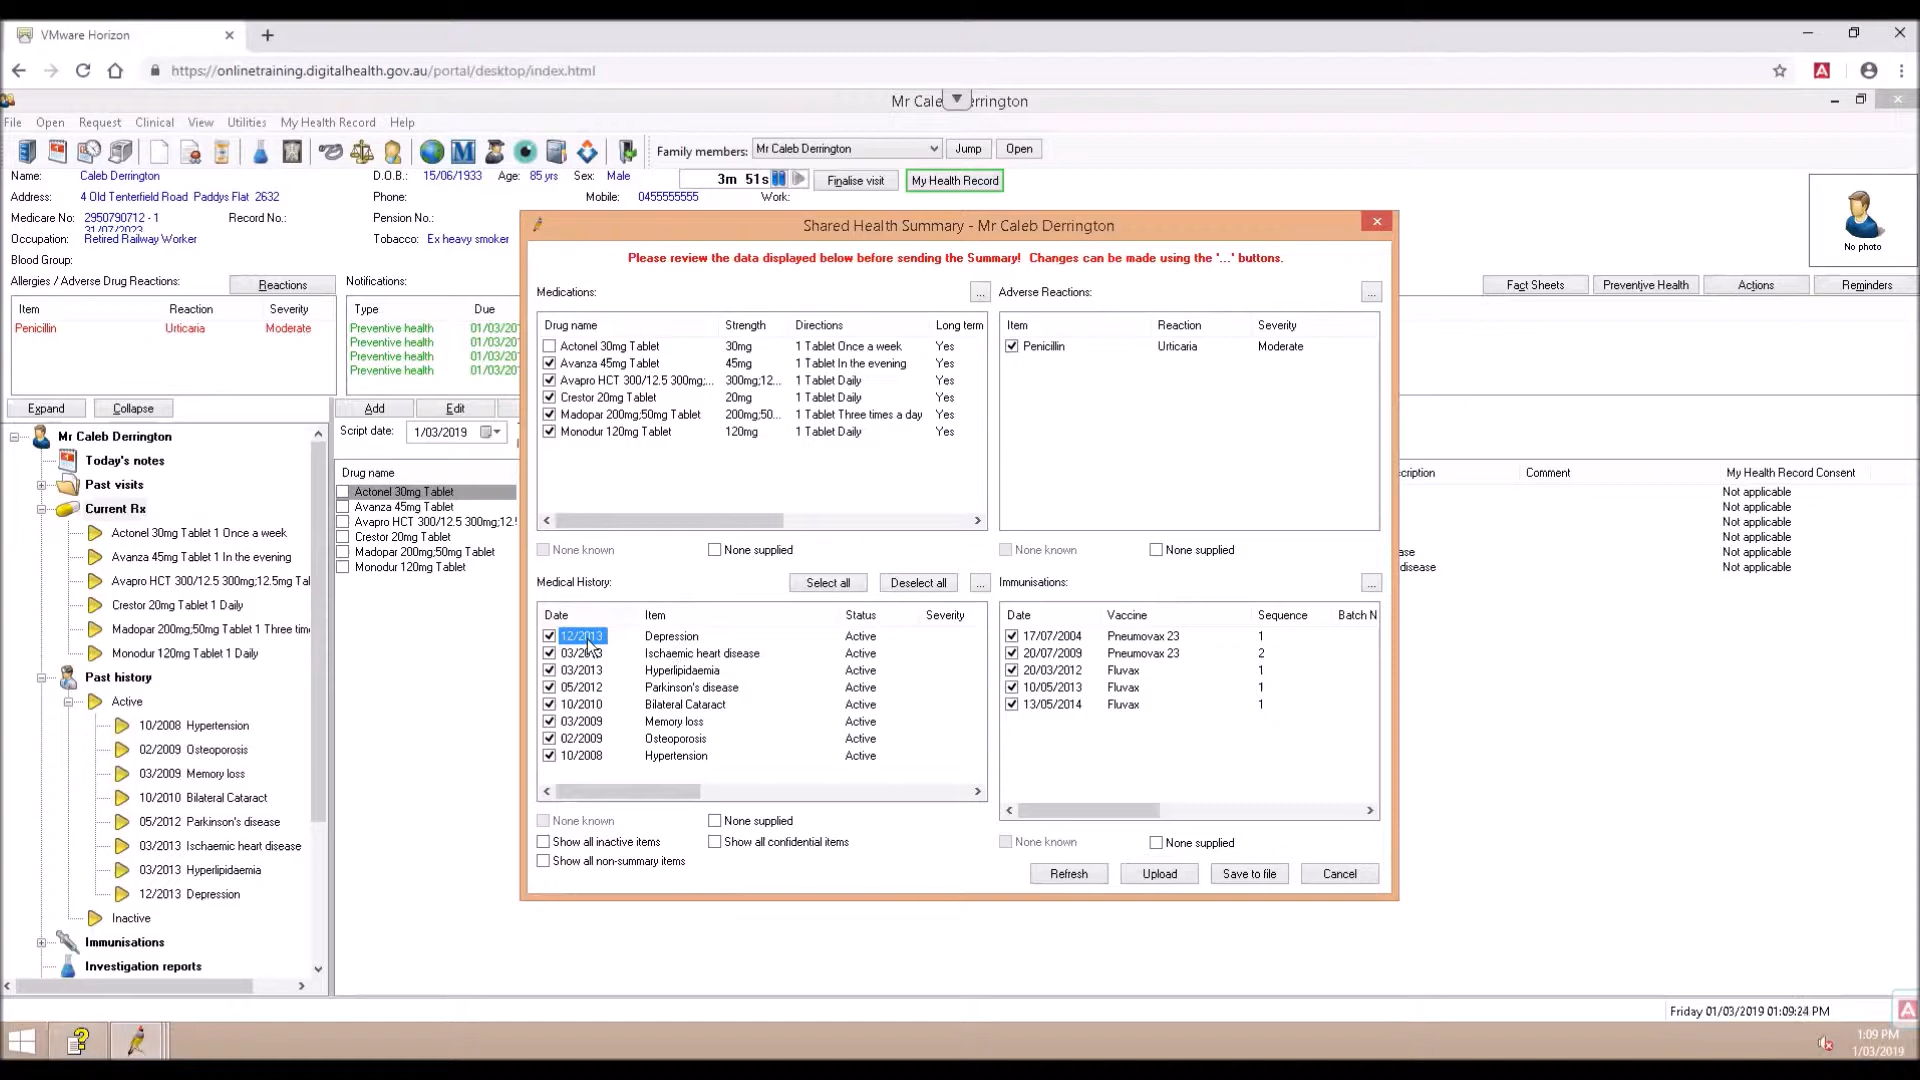 VMware Horizon
https://onlinetraining.digitalhealth.gov.au/portal/desktop/index.html
Mr Cale errington
File Open Request Clinical View Utilities My Health Record Help
Family members: Mr Caleb Derrington Jump Open
Name: Caleb Derrington D.O.B.: 15/06/1933 Age: 85 yrs Sex: Male 3m 51s Finalise visit My Health Record
Address: 4 Old Tenterfield Road Paddys Flat 2632 Phone: Mobile: 0455555555 Work:
Medicare No: 2950790712 - 1 Record No.: Pension No.:
31/07/2023
Occupation: Retired Railway Worker Tobacco: Ex heavy smoker
No photo
Blood Group:
Allergies / Adverse Drug Reactions: Reactions Notifications: Fact Sheets Preventive Health Actions Reminders
Item Reaction Severity Type Due
Penicillin Urticaria Moderate Preventive health 01/03/201
Preventive health 01/03/201
Preventive health 01/03/201
Preventive health 01/03/201
Expand Collapse Add Edit
Mr Caleb Derrington
Today's notes
Past visits
Current Rx
Actonel 30mg Tablet 1 Once a week
Avanza 45mg Tablet 1 In the evening
Avapro HCT 300/12.5 300mg;12.5mg Tal
Crestor 20mg Tablet 1 Daily
Madopar 200mg;50mg Tablet 1 Three tim
Monodur 120mg Tablet 1 Daily
Past history
Active
10/2008 Hypertension
02/2009 Osteoporosis
03/2009 Memory loss
10/2010 Bilateral Cataract
05/2012 Parkinson's disease
03/2013 Ischaemic heart disease
03/2013 Hyperlipidaemia
12/2013 Depression
Inactive
Immunisations
Investigation reports
Script date: 1/03/2019
Drug name
Actonel 30mg Tablet
Avanza 45mg Tablet
Avapro HCT 300/12.5 300mg;12.!
Crestor 20mg Tablet
Madopar 200mg;50mg Tablet
Monodur 120mg Tablet
Shared Health Summary - Mr Caleb Derrington
Please review the data displayed below before sending the Summary! Changes can be made using the '...' buttons.
Medications: ...
Drug name Strength Directions Long term
Actonel 30mg Tablet 30mg 1 Tablet Once a week Yes
Avanza 45mg Tablet 45mg 1 Tablet In the evening Yes
Avapro HCT 300/12.5 300mg;... 300mg;12... 1 Tablet Daily Yes
Crestor 20mg Tablet 20mg 1 Tablet Daily Yes
Madopar 200mg;50mg Tablet 200mg;50... 1 Tablet Three times a day Yes
Monodur 120mg Tablet 120mg 1 Tablet Daily Yes
None known None supplied
Adverse Reactions: ...
Item Reaction Severity
Penicillin Urticaria Moderate
None known None supplied
Medical History: Select all Deselect all ...
Date Item Status Severity
12/2013 Depression Active
03/2013 Ischaemic heart disease Active
03/2013 Hyperlipidaemia Active
05/2012 Parkinson's disease Active
10/2010 Bilateral Cataract Active
03/2009 Memory loss Active
02/2009 Osteoporosis Active
10/2008 Hypertension Active
None known None supplied
Show all inactive items Show all confidential items
Show all non-summary items
Immunisations: ...
Date Vaccine Sequence Batch N
17/07/2004 Pneumovax 23 1
20/07/2009 Pneumovax 23 2
20/03/2012 Fluvax 1
10/05/2013 Fluvax 1
13/05/2014 Fluvax 1
None known None supplied
Refresh Upload Save to file Cancel
cription Comment My Health Record Consent
Not applicable
Not applicable
Not applicable
Not applicable
ase Not applicable
disease Not applicable
Friday 01/03/2019 01:09:24 PM
1:09 PM
1/03/2019